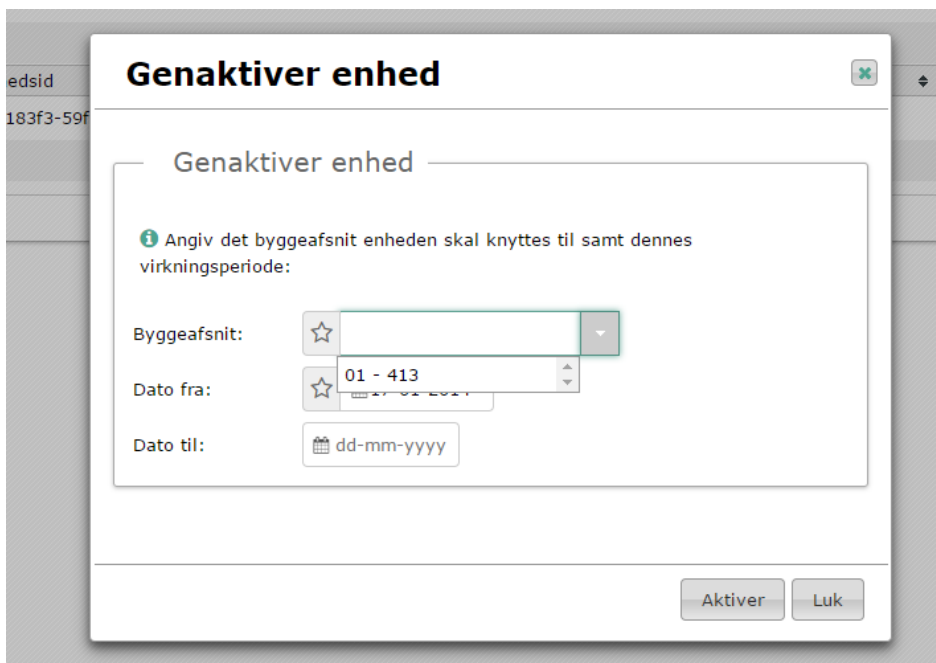 Genaktiver enhed
edsid
183f3-59f
Genaktiver enhed
Angiv det byggeafsnit enheden skal knyttes til samt dennes
virkningsperiode:
Byggeafsnit:
01 - 413
Dato fra:
Dato til:
dd-mm-yyyy
Aktiver
Luk